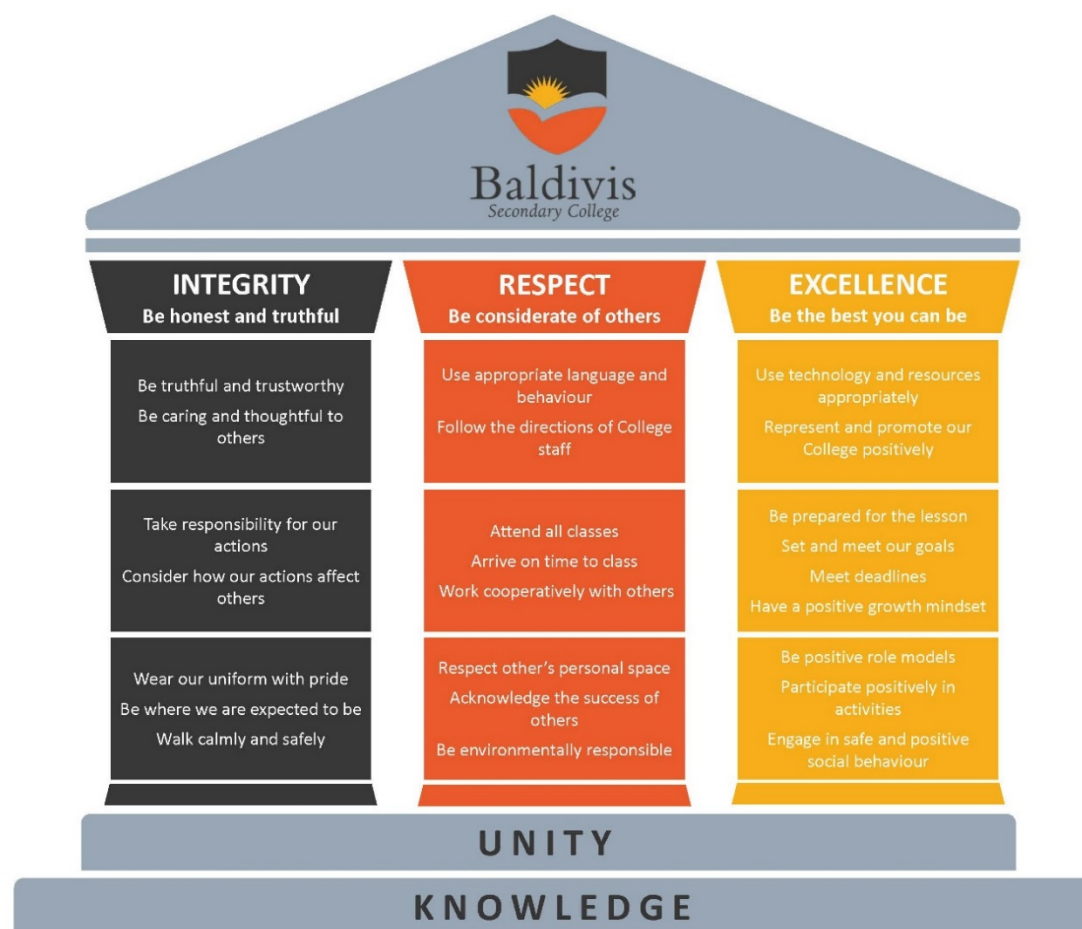 Baldivis
Secondary College
INTEGRITY
Be honest and truthful
Be truthful and trustworthy
Be caring and thoughtful to
others
Take responsibility for our
actions
Consider how our actions affect
others
Wear our uniform with pride
Be where we are expected to be
Walk calmly and safely
RESPECT
Be considerate of others
Use appropriate language and
behaviour
Follow the directions of College
staff
Attend all classes
Arrive on time to class
Work cooperatively with others
Respect other's personal space
Acknowledge the success of
others
Be environmentally responsible
EXCELLENCE
Be the best you can be
Use technology and resources
appropriately
Represent and promote our
College positively
Be prepared for the lesson
Set and meet our goals
Meet deadlines
Have a positive growth mindset
Be positive role models
Participate positively in
activities
Engage in safe and positive
social behaviour
UNITY
KNOWLEDGE